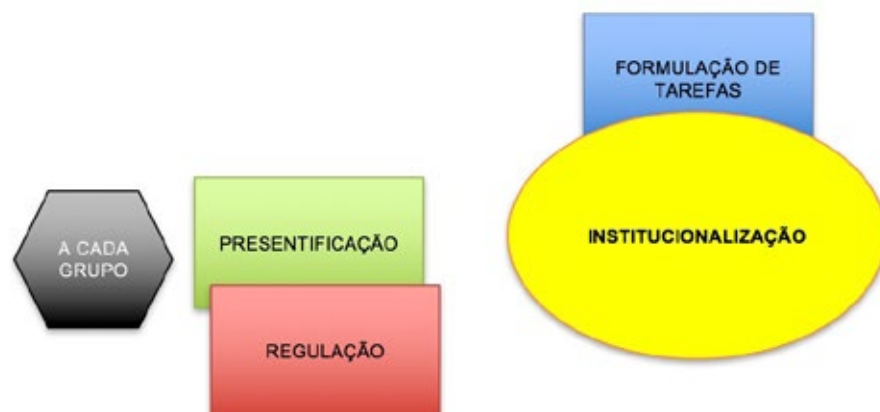 FORMULAÇÃO DE
TAREFAS
A CADA
GRUPO
PRESENTIFICAÇÃO
INSTITUCIONALIZAÇÃO
REGULAÇÃO